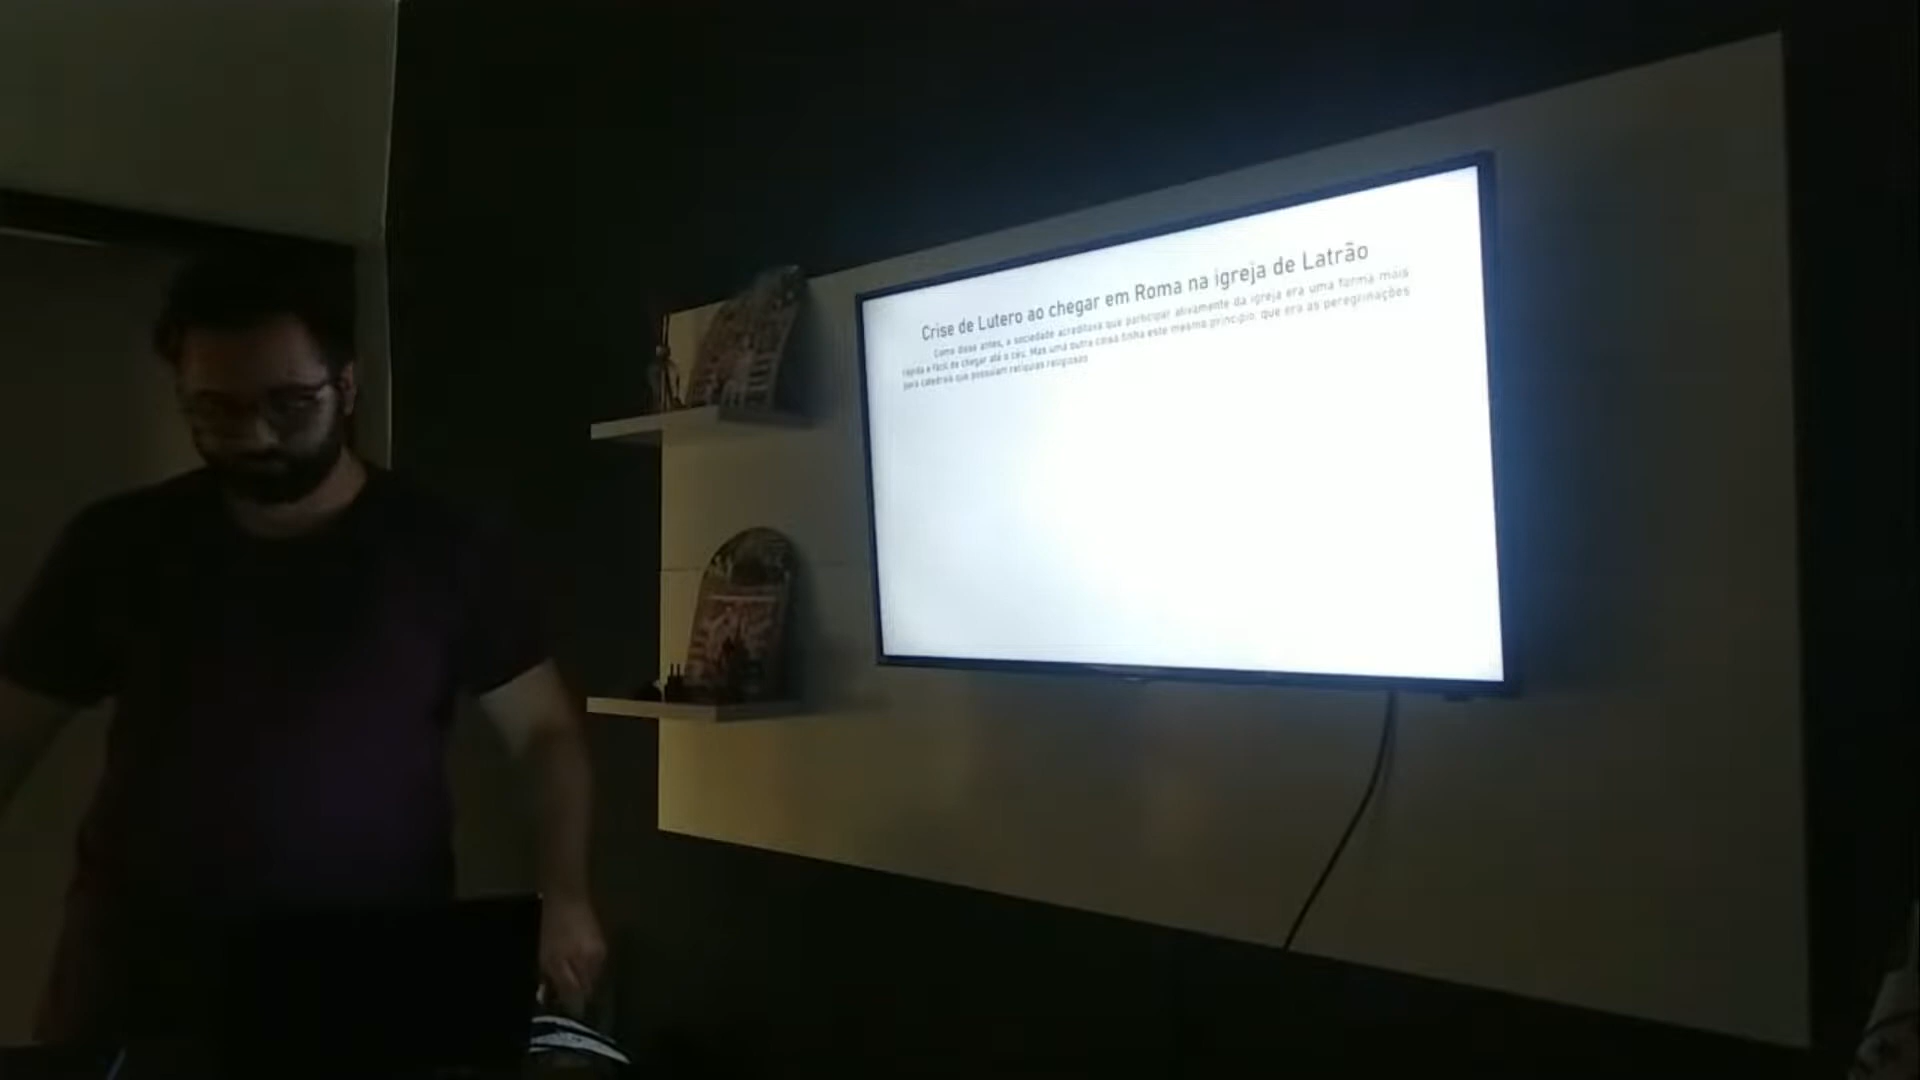 Crise de Lutero ao chegar em Roma na igreja de Latrão
Como disse antes, a sociedade acreditava que participar ativamente da igreja era uma forma mais
rápida e fácil de chegar até o céu. Mas uma outra coisa tinha este mesmo princípio, que era as peregrinações
para catedrais que possuíam relíquias religiosas